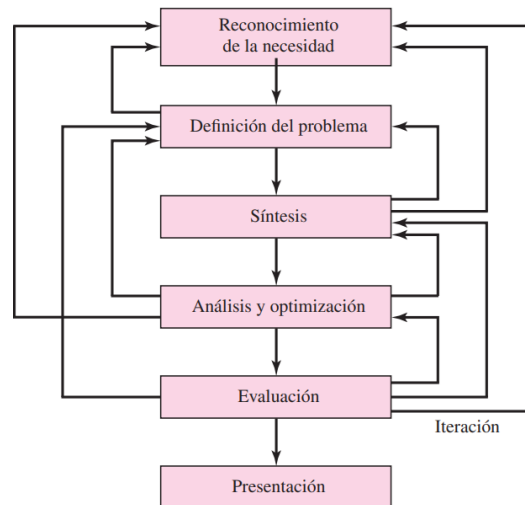 Reconocimiento
de la necesidad
Definición del problema
Síntesis
Análisis y optimización
Evaluación
Iteración
Presentación